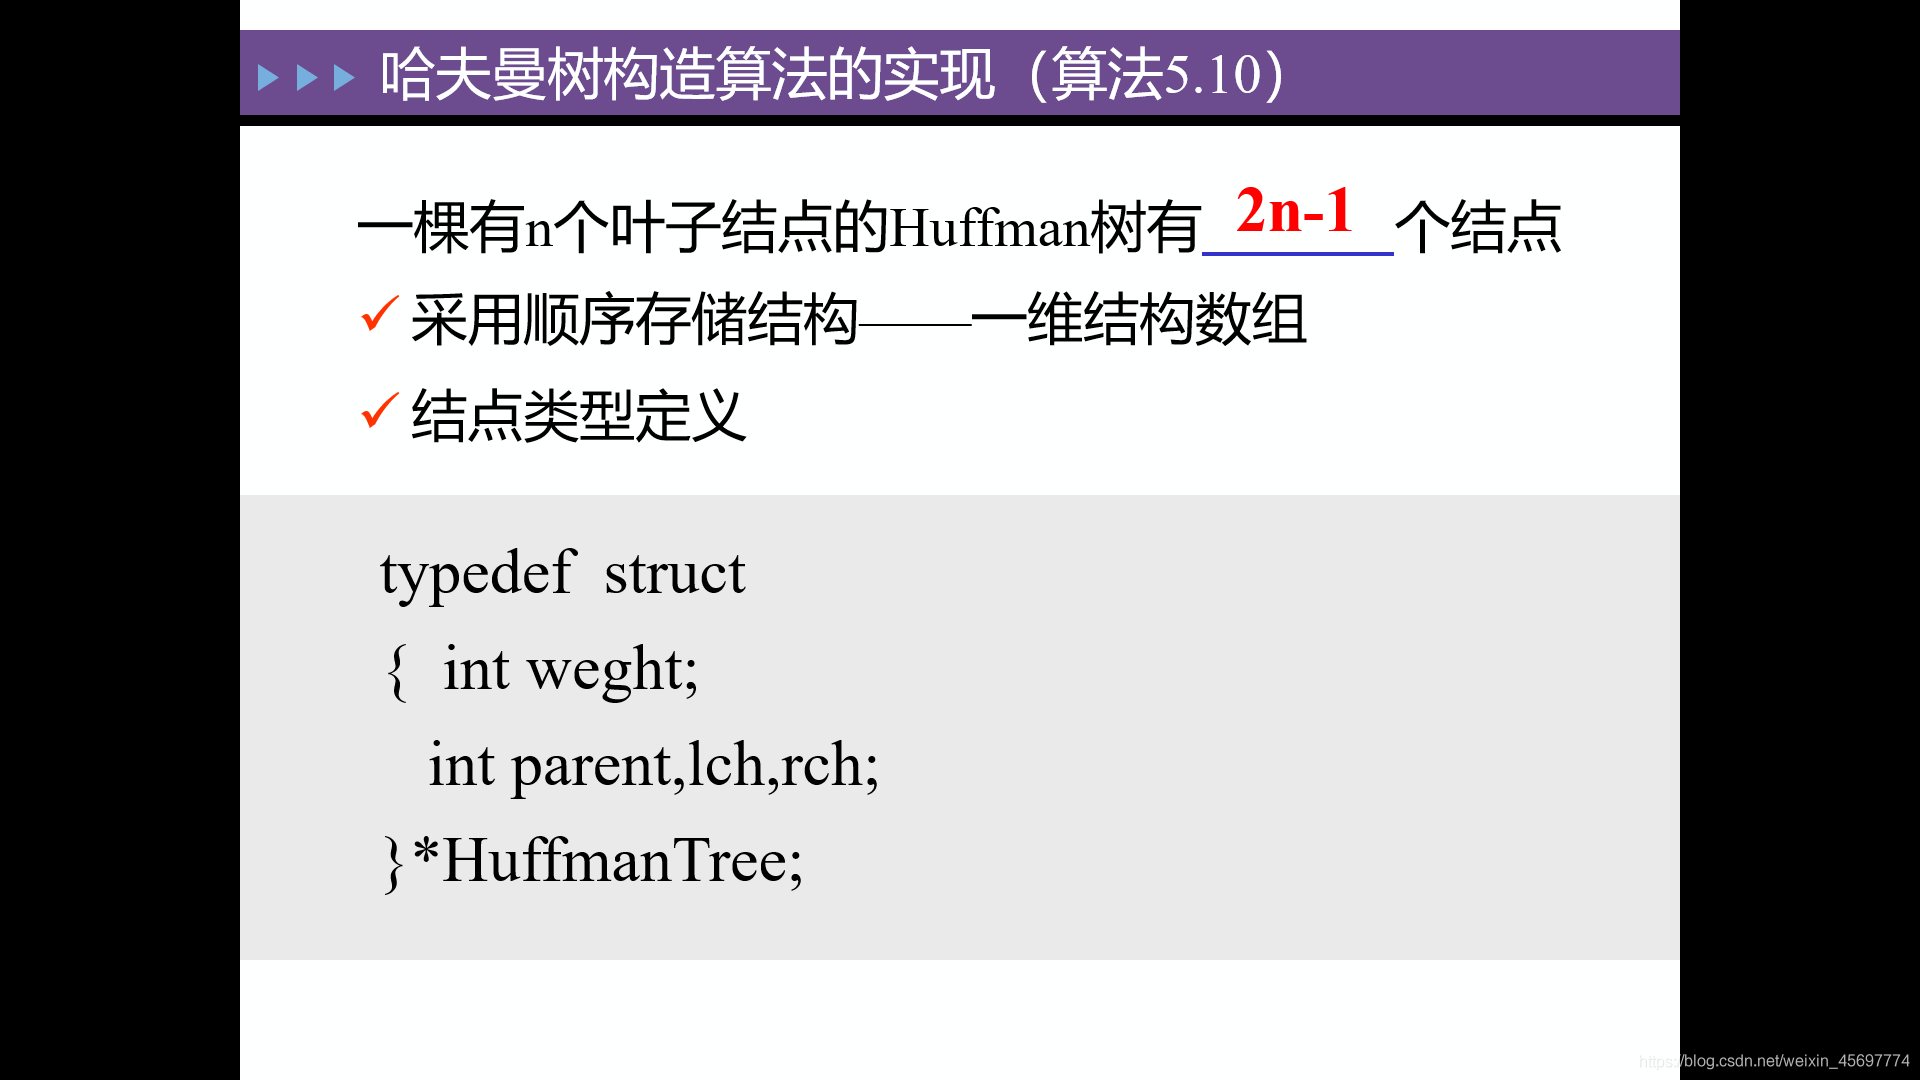 哈夫曼树构造算法的实现（算法5.10）
一棵有n个叶子结点的Huffman树有 2n-1 个结点
采用顺序存储结构——一维结构数组
结点类型定义
typedef struct
{ int weght;
int parent,lch,rch;
}*HuffmanTree;
https://blog.csdn.net/weixin_45697774